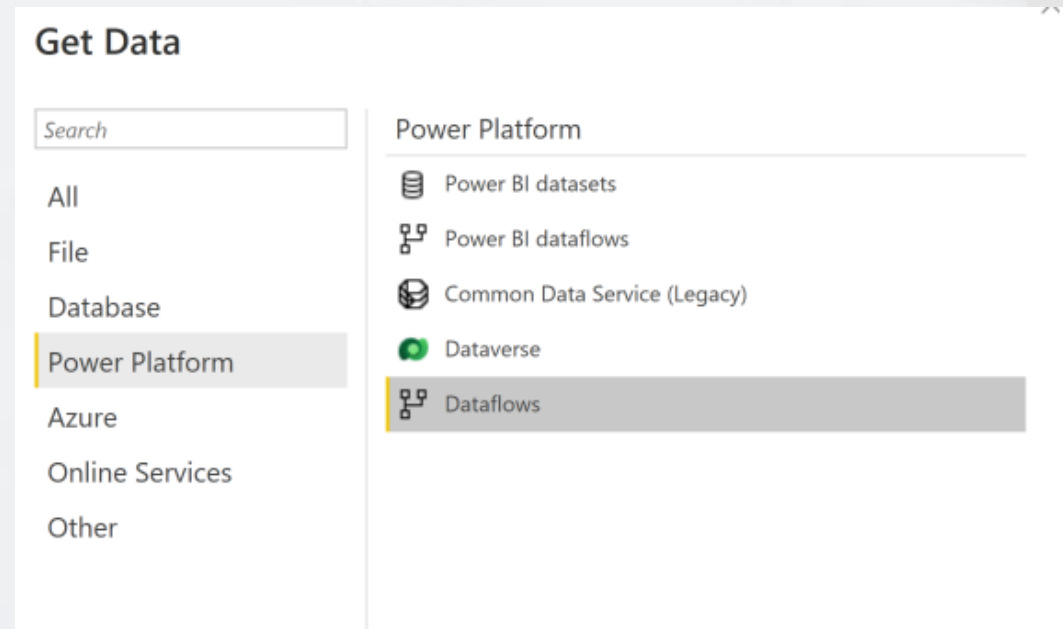 Get Data
Search
All
File
Database
Power Platform
Azure
Online Services
Other
Power Platform
Power BI datasets
Power BI dataflows
Common Data Service (Legacy)
Dataverse
Dataflows